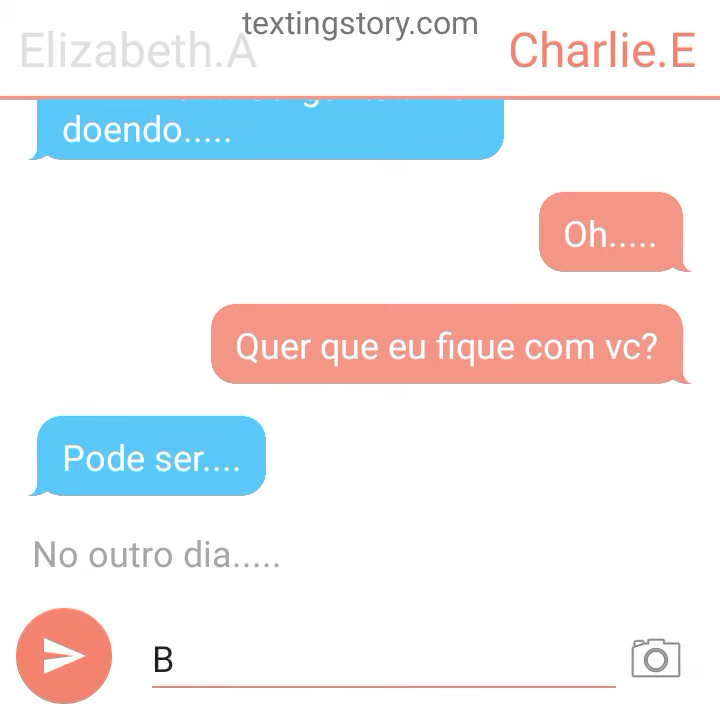 textingstory.com
Elizabeth.A
Charlie.E
doendo.....
Oh.....
Quer que eu fique com vc?
Pode ser....
No outro dia.....
B